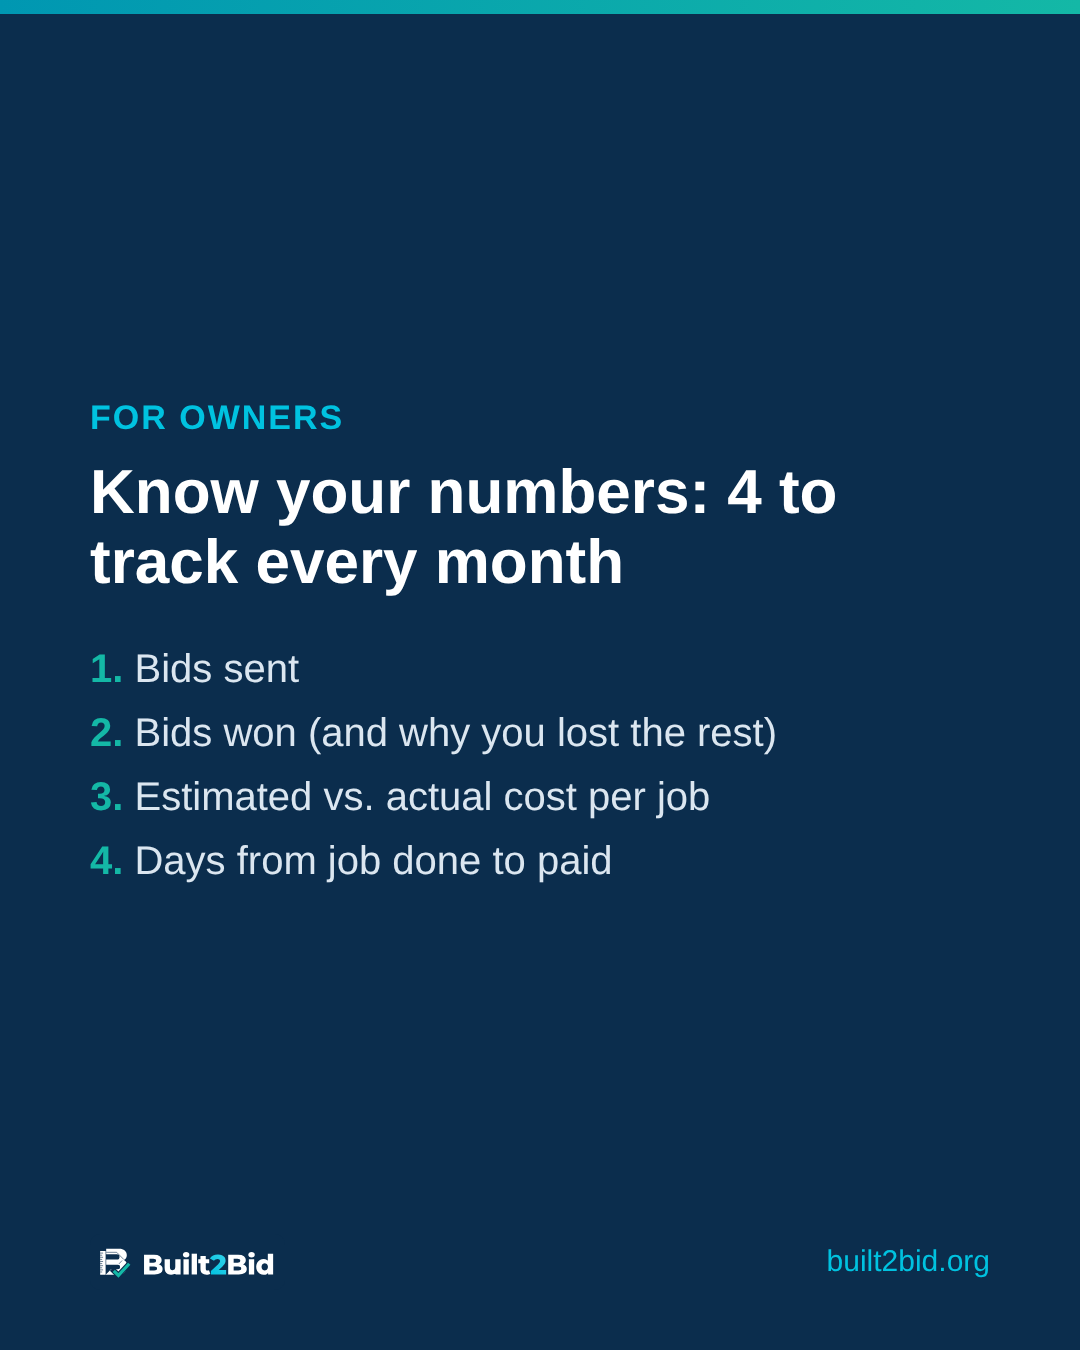 FOR OWNERS
Know your numbers: 4 to
track every month
1. Bids sent
2. Bids won (and why you lost the rest)
3. Estimated vs. actual cost per job
4. Days from job done to paid
Built2Bid
built2bid.org